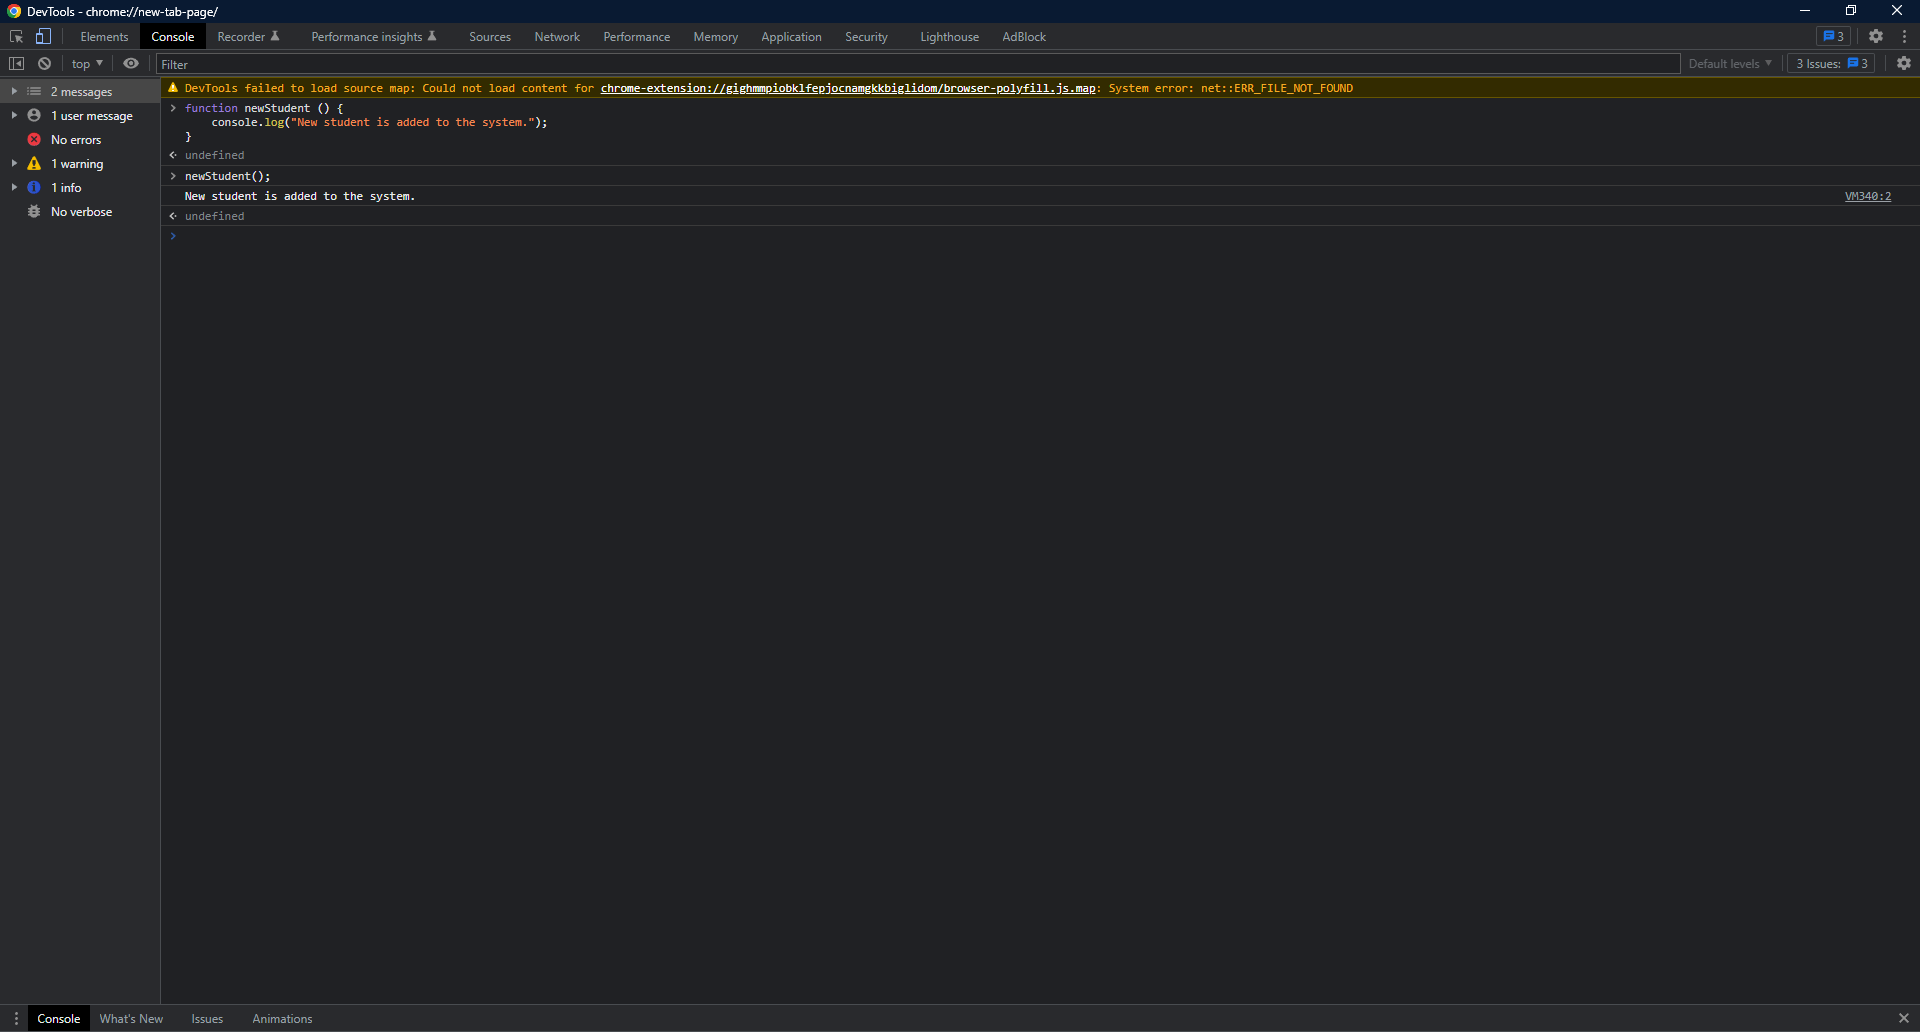 DevTools - chrome://new-tab-page/
Elements Console Recorder Performance insights Sources Network Performance Memory Application Security Lighthouse AdBlock 3
top Filter Default levels 3 Issues: 3
2 messages
1 user message
No errors
1 warning
1 info
No verbose
DevTools failed to load source map: Could not load content for chrome-extension://gighmmpiobklfepjocnamgkkbiglidom/browser-polyfill.js.map: System error: net::ERR_FILE_NOT_FOUND
function newStudent () {
console.log("New student is added to the system.");
}
undefined
newStudent();
New student is added to the system. VM340:2
undefined
Console What's New Issues Animations